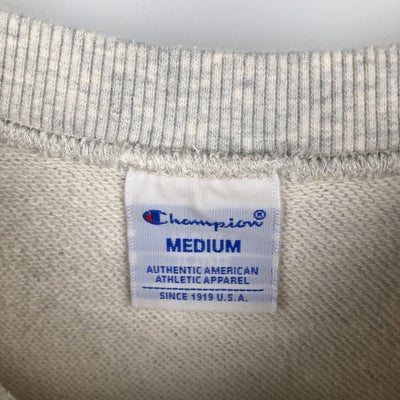 Champion®
MEDIUM
AUTHENTIC AMERICAN
ATHLETIC APPAREL
SINCE 1919 U.S.A.